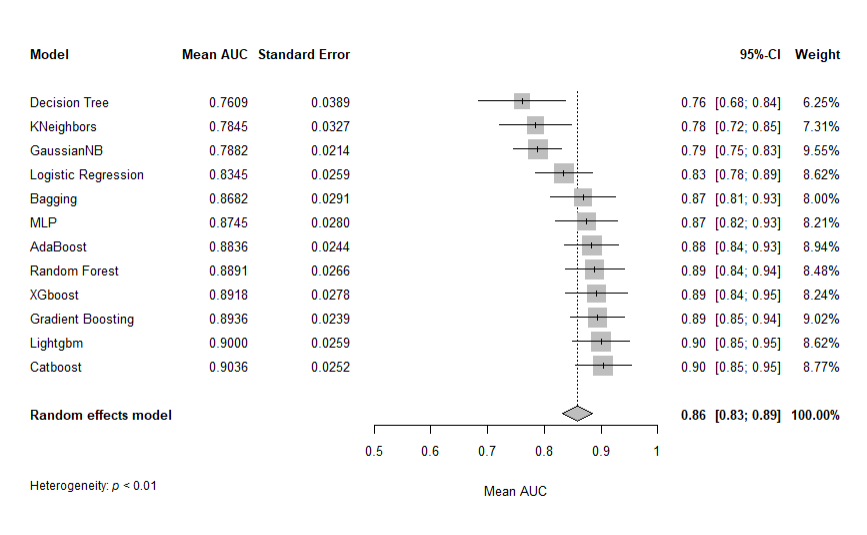 Model Mean AUC Standard Error 95%-CI Weight
Decision Tree 0.7609 0.0389 0.76 [0.68; 0.84] 6.25%
KNeighbors 0.7845 0.0327 0.78 [0.72; 0.85] 7.31%
GaussianNB 0.7882 0.0214 0.79 [0.75; 0.83] 9.55%
Logistic Regression 0.8345 0.0259 0.83 [0.78; 0.89] 8.62%
Bagging 0.8682 0.0291 0.87 [0.81; 0.93] 8.00%
MLP 0.8745 0.0280 0.87 [0.82; 0.93] 8.21%
AdaBoost 0.8836 0.0244 0.88 [0.84; 0.93] 8.94%
Random Forest 0.8891 0.0266 0.89 [0.84; 0.94] 8.48%
XGboost 0.8918 0.0278 0.89 [0.84; 0.95] 8.24%
Gradient Boosting 0.8936 0.0239 0.89 [0.85; 0.94] 9.02%
Lightgbm 0.9000 0.0259 0.90 [0.85; 0.95] 8.62%
Catboost 0.9036 0.0252 0.90 [0.85; 0.95] 8.77%
Random effects model 0.86 [0.83; 0.89] 100.00%
0.5 0.6 0.7 0.8 0.9 1
Heterogeneity: p < 0.01
Mean AUC